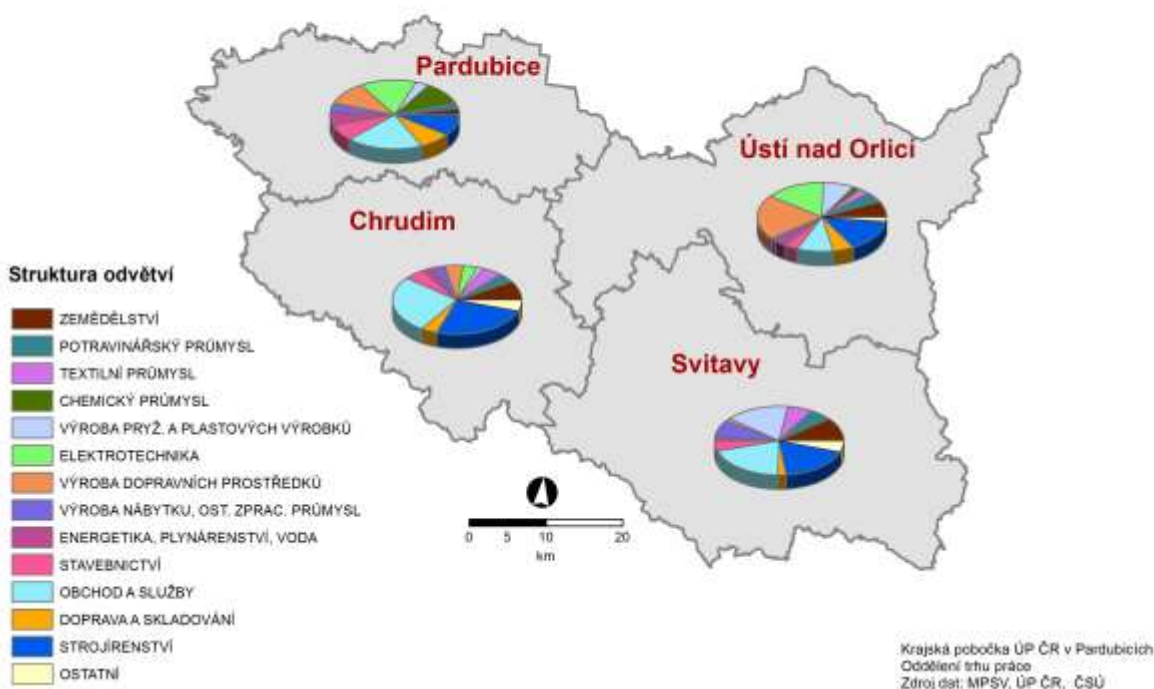 Pardubice
Ústí nad Orlicí
Chrudim
Svitavy
Struktura odvětví
ZEMĚDĚLSTVÍ
POTRAVINÁŘSKÝ PRŮMYSL
TEXTILNÍ PRŮMYSL
CHEMICKÝ PRŮMYSL
VÝROBA PRYŽ. A PLASTOVÝCH VÝROBKŮ
ELEKTROTECHNIKA
VÝROBA DOPRAVNÍCH PROSTŘEDKŮ
VÝROBA NÁBYTKU, OST. ZPRAC. PRŮMYSL
ENERGETIKA, PLYNÁRENSTVÍ, VODA
STAVEBNICTVÍ
OBCHOD A SLUŽBY
DOPRAVA A SKLADOVÁNÍ
STROJÍRENSTVÍ
OSTATNÍ
0 5 10 20
km
Krajská pobočka ÚP ČR v Pardubicích
Oddělení trhu práce
Zdroj dat: MPSV, ÚP ČR, ČSÚ